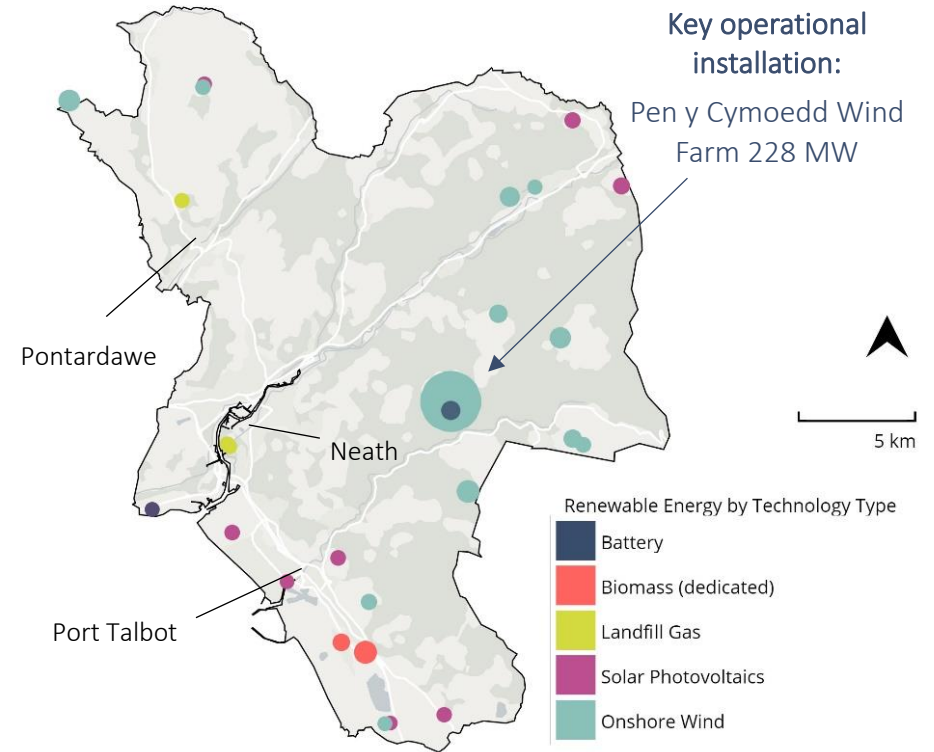 Key operational
installation:
Pen y Cymoedd Wind
Farm 228 MW
Pontardawe
Neath
5 km
Port Talbot
Renewable Energy by Technology Type
Battery
Biomass (dedicated)
Landfill Gas
Solar Photovoltaics
Onshore Wind